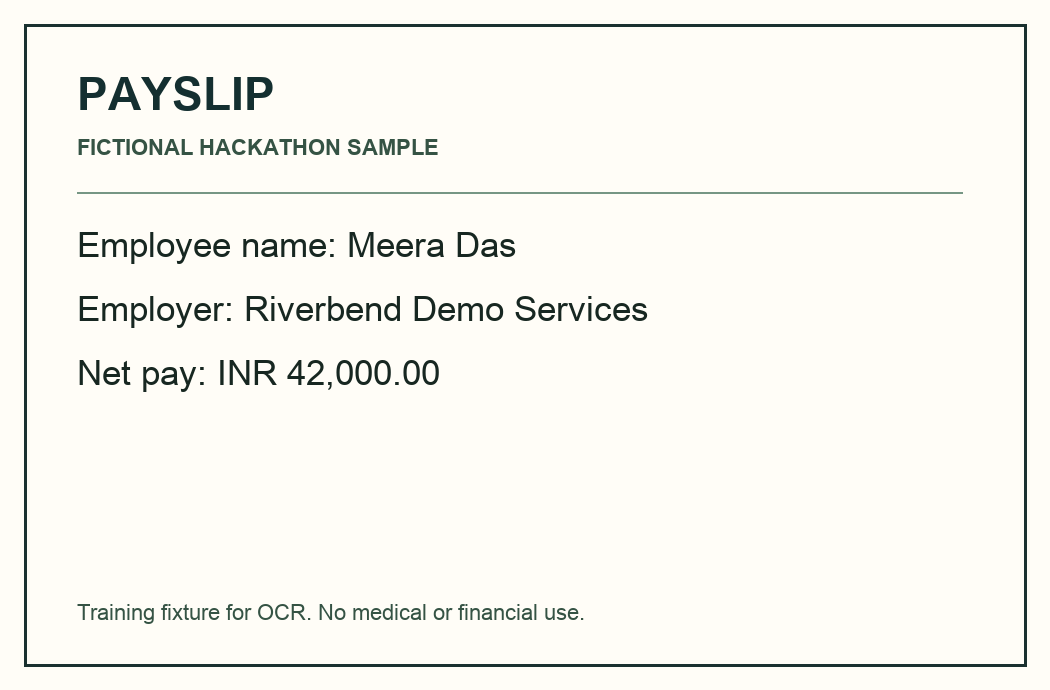 PAYSLIP
FICTIONAL HACKATHON SAMPLE
Employee name: Meera Das
Employer: Riverbend Demo Services
Net pay: INR 42,000.00
Training fixture for OCR. No medical or financial use.